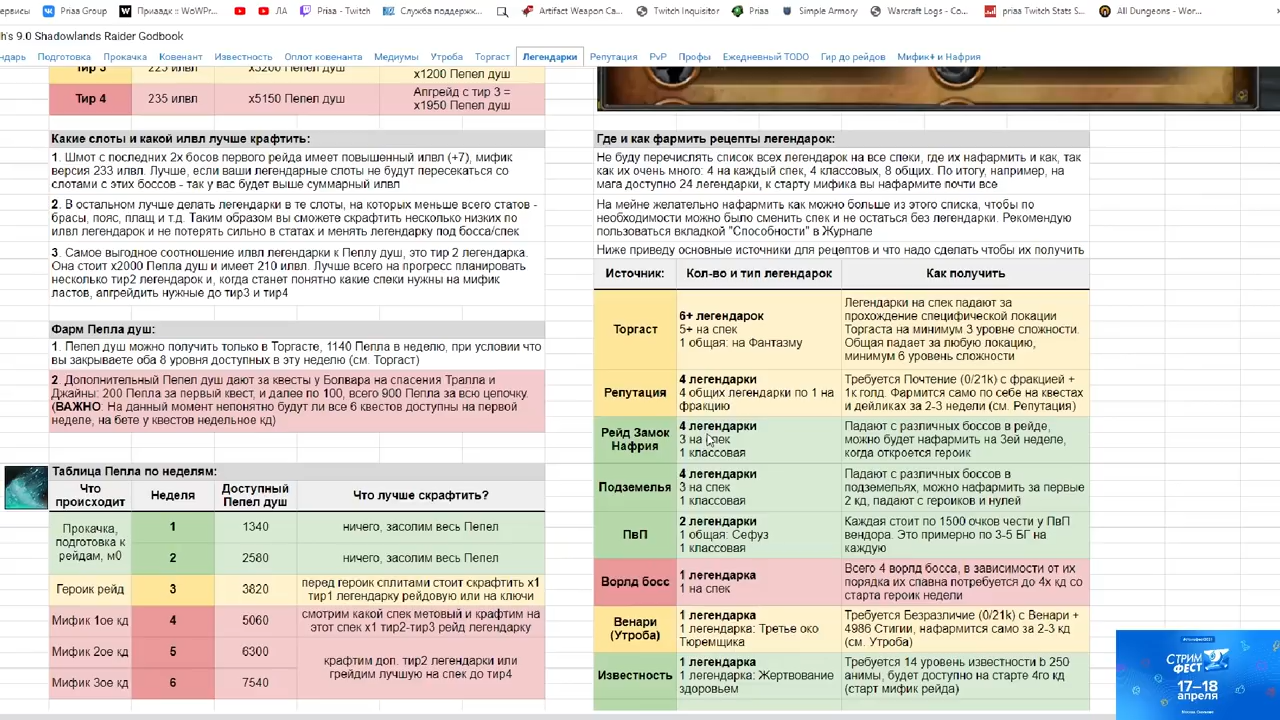 ервисы Priaa Group Приаадк :: WoWPr... ЛА Priaa - Twitch Служба поддержк... Artifact Weapon Ca... Twitch Inquisitor Priaa Simple Armory Warcraft Logs - Co... priaa Twitch Stats S... All Dungeons - Wor...
h's 9.0 Shadowlands Raider Godbook
ндарь Подготовка Прокачка Ковенант Известность Оплот ковенанта Медиумы Утроба Торгаст Легендарки Репутация PvP Профы Ежедневный TODO Гир до рейдов Мифик+ и Нафрия
Тир 3 225 илвл x3200 Пепел душ x1200 Пепел душ
Тир 4 235 илвл x5150 Пепел душ Апгрейд с тир 3 =
x1950 Пепел душ
Какие слоты и какой илвл лучше крафтить:
1. Шмот с последних 2х босов первого рейда имеет повышенный илвл (+7), мифик
версия 233 илвл. Лучше, если ваши легендарные слоты не будут пересекаться со
слотами с этих боссов - так у вас будет выше суммарный илвл
2. В остальном лучше делать легендарки в те слоты, на которых меньше всего статов -
брасы, пояс, плащ и т.д. Таким образом вы сможете скрафтить несколько низких по
илвл легендарок и не потерять сильно в статах и менять легендарку под босса/спек
3. Самое выгодное соотношение илвл легендарки к Пеплу душ, это тир 2 легендарка.
Она стоит x2000 Пепла душ и имеет 210 илвл. Лучше всего на прогресс планировать
несколько тир2 легендарок и, когда станет понятно какие спеки нужны на мифик
ластов, апгрейдить нужные до тир3 и тир4
Фарм Пепла душ:
1. Пепел душ можно получить только в Торгасте, 1140 Пепла в неделю, при условии что
вы закрываете оба 8 уровня доступных в эту неделю (см. Торгаст)
2. Дополнительный Пепел душ дают за квесты у Болвара на спасения Тралла и
Джайны: 200 Пепла за первый квест, и далее по 100, всего 900 Пепла за всю цепочку.
(ВАЖНО: На данный момент непонятно будут ли все 6 квестов доступны на первой
неделе, на бете у квестов недельное кд)
Таблица Пепла по неделям:
Что
происходит
Неделя
Доступный
Пепел душ
Что лучше скрафтить?
Прокачка,
подготовка к
рейдам, м0
1 1340 ничего, засолим весь Пепел
2 2580 ничего, засолим весь Пепел
Героик рейд 3 3820 перед героик сплитами стоит скрафтить x1
тир1 легендарку рейдовую или на ключи
Мифик 1ое кд 4 5060 смотрим какой спек метовый и крафтим на
этот спек x1 тир2-тир3 рейд легендарку
Мифик 2ое кд 5 6300
крафтим доп. тир2 легендарки или
грейдим лучшую на спек до тир4
Мифик 3ое кд 6 7540
Где и как фармить рецепты легендарок:
Не буду перечислять список всех легендарок на все спеки, где их нафармить и как, так
как их очень много: 4 на каждый спек, 4 классовых, 8 общих. По итогу, например, на
мага доступно 24 легендарки, к старту мифика вы нафармите почти все
На мейне желательно нафармить как можно больше из этого списка, чтобы по
необходимости можно было сменить спек и не остаться без легендарки. Рекомендую
пользоваться вкладкой "Способности" в Журнале
Ниже приведу основные источники для рецептов и что надо сделать чтобы их получить
Источник: Кол-во и тип легендарок Как получить
Торгаст
6+ легендарок
5+ на спек
1 общая: на Фантазму
Легендарки на спек падают за
прохождение специфической локации
Торгаста на минимум 3 уровне сложности.
Общая падает за любую локацию,
минимум 6 уровень сложности
Репутация
4 легендарки
4 общих легендарки по 1 на
фракцию
Требуется Почтение (0/21k) с фракцией +
1к голд. Фармится само по себе на квестах
и дейликах за 2-3 недели (см. Репутация)
Рейд Замок
Нафрия
4 легендарки
3 на спек
1 классовая
Падают с различных боссов в рейде,
можно будет нафармить на 3ей неделе,
когда откроется героик
Подземелья
4 легендарки
3 на спек
1 классовая
Падают с различных боссов в
подземельях, можно нафармить за первые
2 кд, падают с героиков и нулей
ПвП
2 легендарки
1 общая: Сефуз
1 классовая
Каждая стоит по 1500 очков чести у ПвП
вендора. Это примерно по 3-5 БГ на
каждую
Ворлд босс
1 легендарка
1 на спек
Всего 4 ворлд босса, в зависимости от их
порядка их славна потребуется до 4х кд со
старта героик недели
Венари
(Утроба)
1 легендарка
1 легендарка: Третье око
Тюремщика
Требуется Безразличие (0/21k) с Венари +
4986 Стигии, нафармится само за 2-3 кд
(см. Утроба)
Известность
1 легендарка
1 легендарка: Жертвование
здоровьем
Требуется 14 уровень известности b 250
анимы, будет доступно на старте 4го кд
(старт мифик рейда)
СТРИМ
ФЕСТ
17–18
апреля